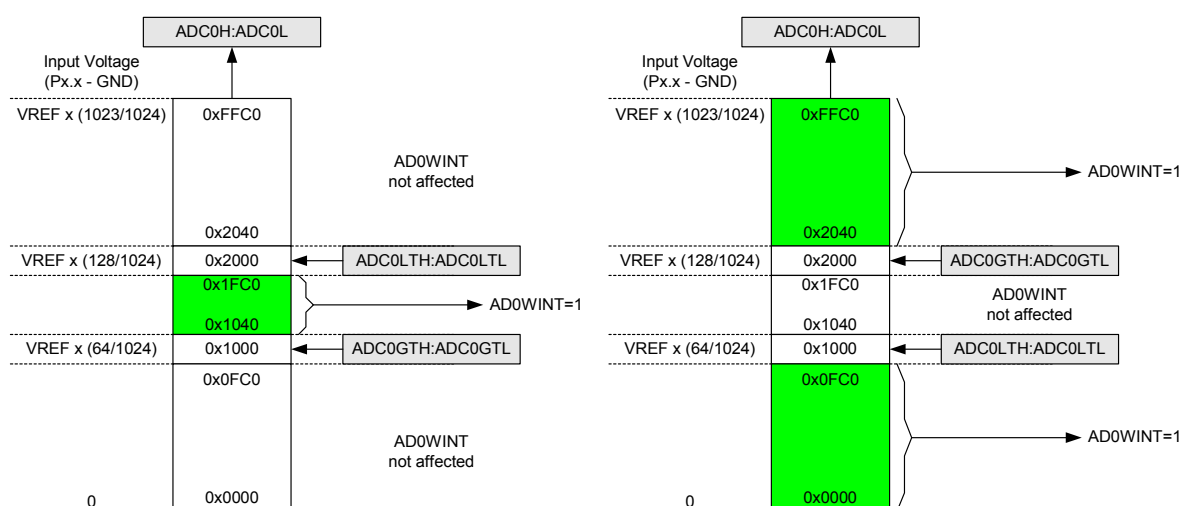 ADC0H:ADC0L
Input Voltage
(Px.x - GND)
VREF x (1023/1024)
0xFFC0
AD0WINT
not affected
0x2040
VREF x (128/1024)
0x2000
ADC0LTH:ADC0LTL
0x1FC0
AD0WINT=1
0x1040
VREF x (64/1024)
0x1000
ADC0GTH:ADC0GTL
0x0FC0
AD0WINT
not affected
0
0x0000
ADC0H:ADC0L
Input Voltage
(Px.x - GND)
VREF x (1023/1024)
0xFFC0
AD0WINT=1
0x2040
VREF x (128/1024)
0x2000
ADC0GTH:ADC0GTL
0x1FC0
AD0WINT
not affected
0x1040
VREF x (64/1024)
0x1000
ADC0LTH:ADC0LTL
0x0FC0
AD0WINT=1
0
0x0000